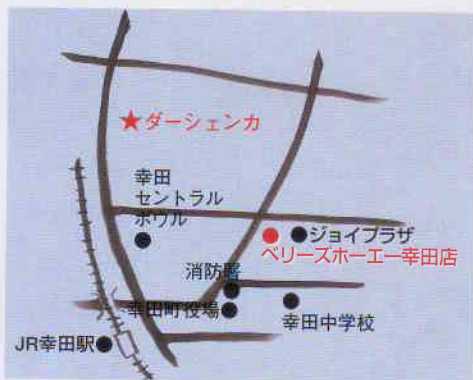 ★ダーシェンカ
幸田
セントラル
ボウル
ジョイプラザ
ベリーズホーエー幸田店
消防署
幸田町役場
幸田中学校
JR幸田駅